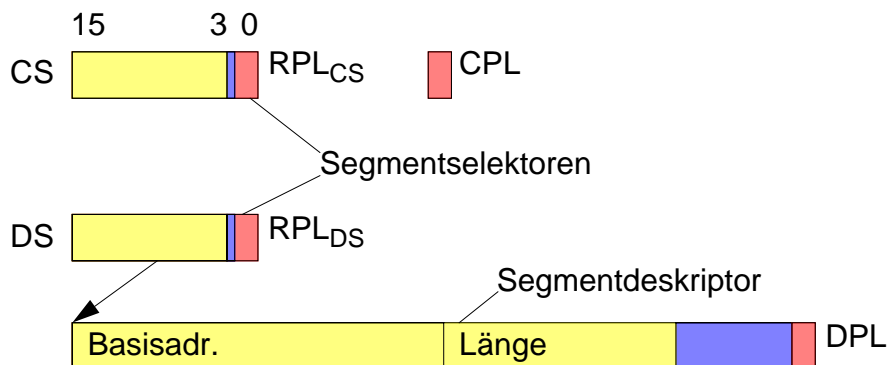 15 3 0
CS RPLCS CPL
Segmentselektoren
DS RPLDS
Segmentdeskriptor
Basisadr. Länge DPL